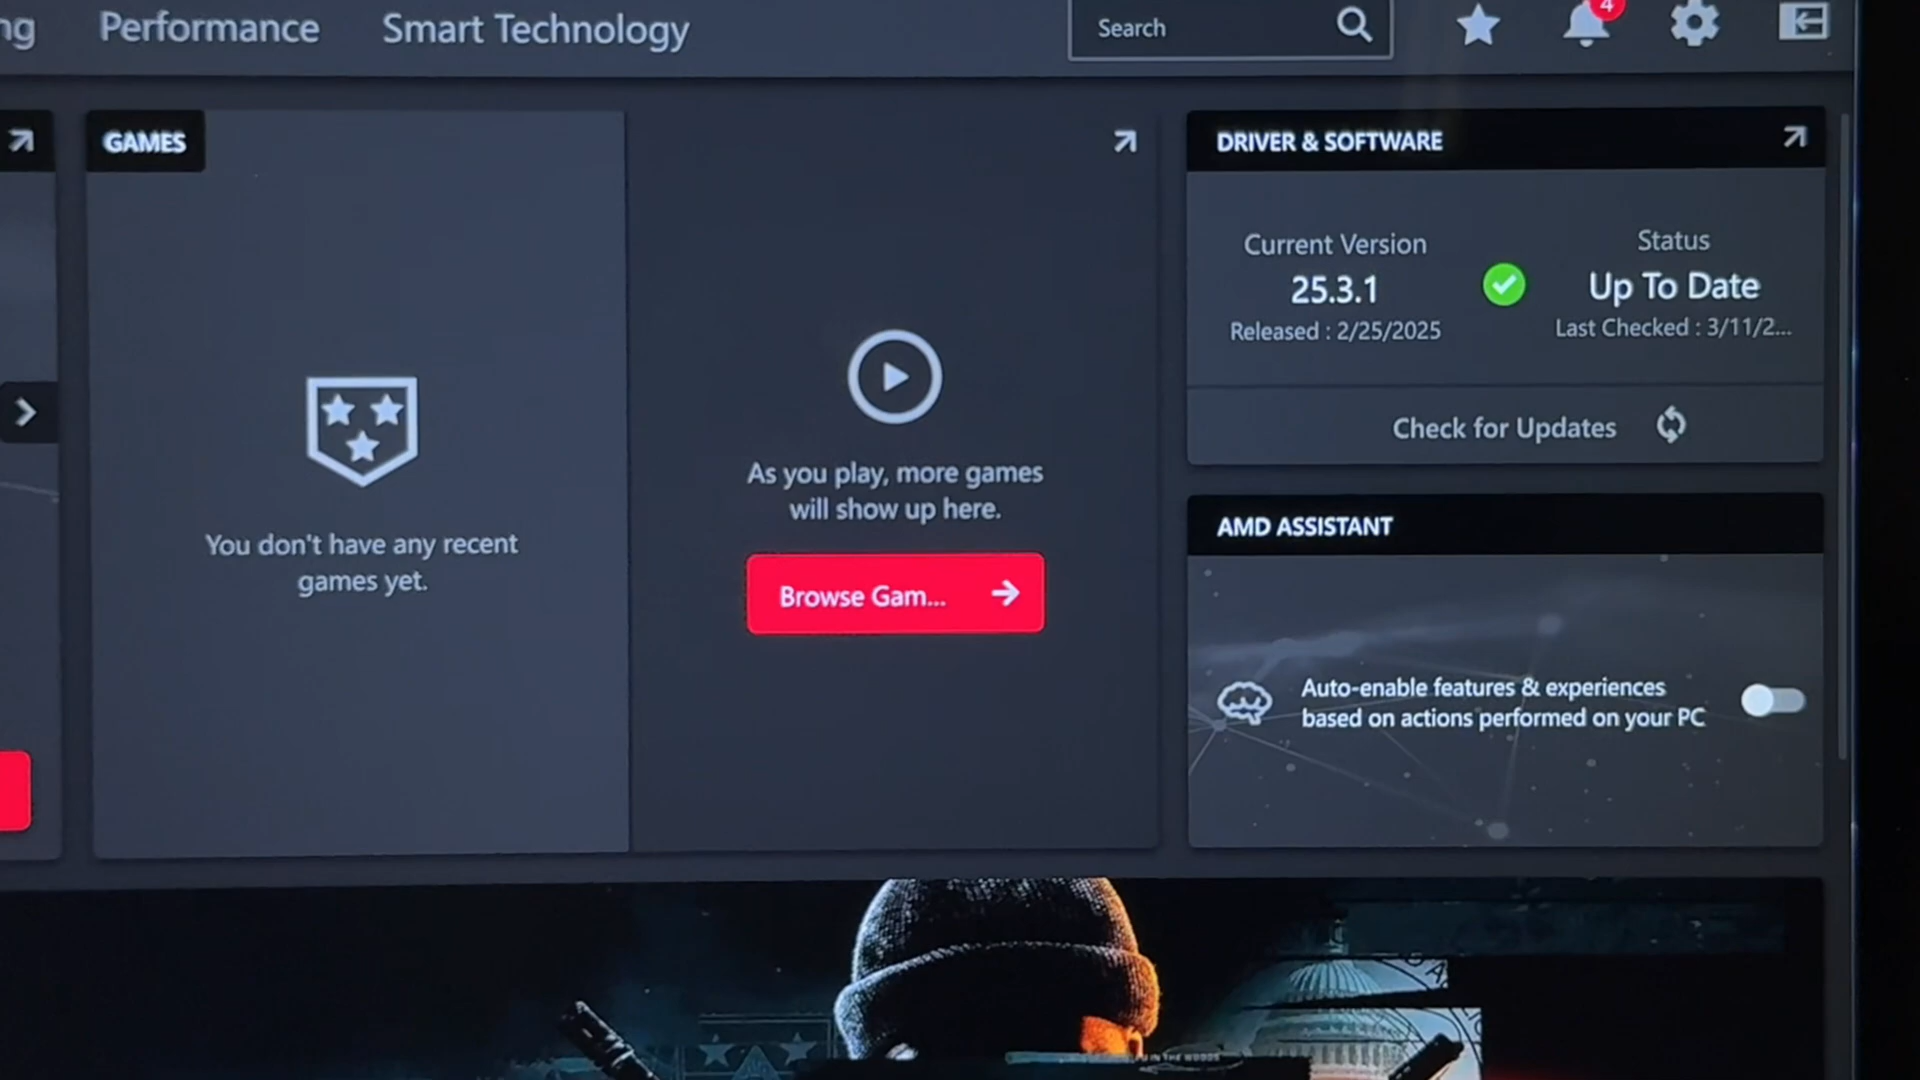 ng Performance Smart Technology Search 4
GAMES
You don't have any recent
games yet.
As you play, more games
will show up here.
Browse Gam...
DRIVER & SOFTWARE
Current Version
25.3.1
Released : 2/25/2025
Status
Up To Date
Last Checked : 3/11/2...
Check for Updates
AMD ASSISTANT
Auto-enable features & experiences
based on actions performed on your PC
IN THE WOODS